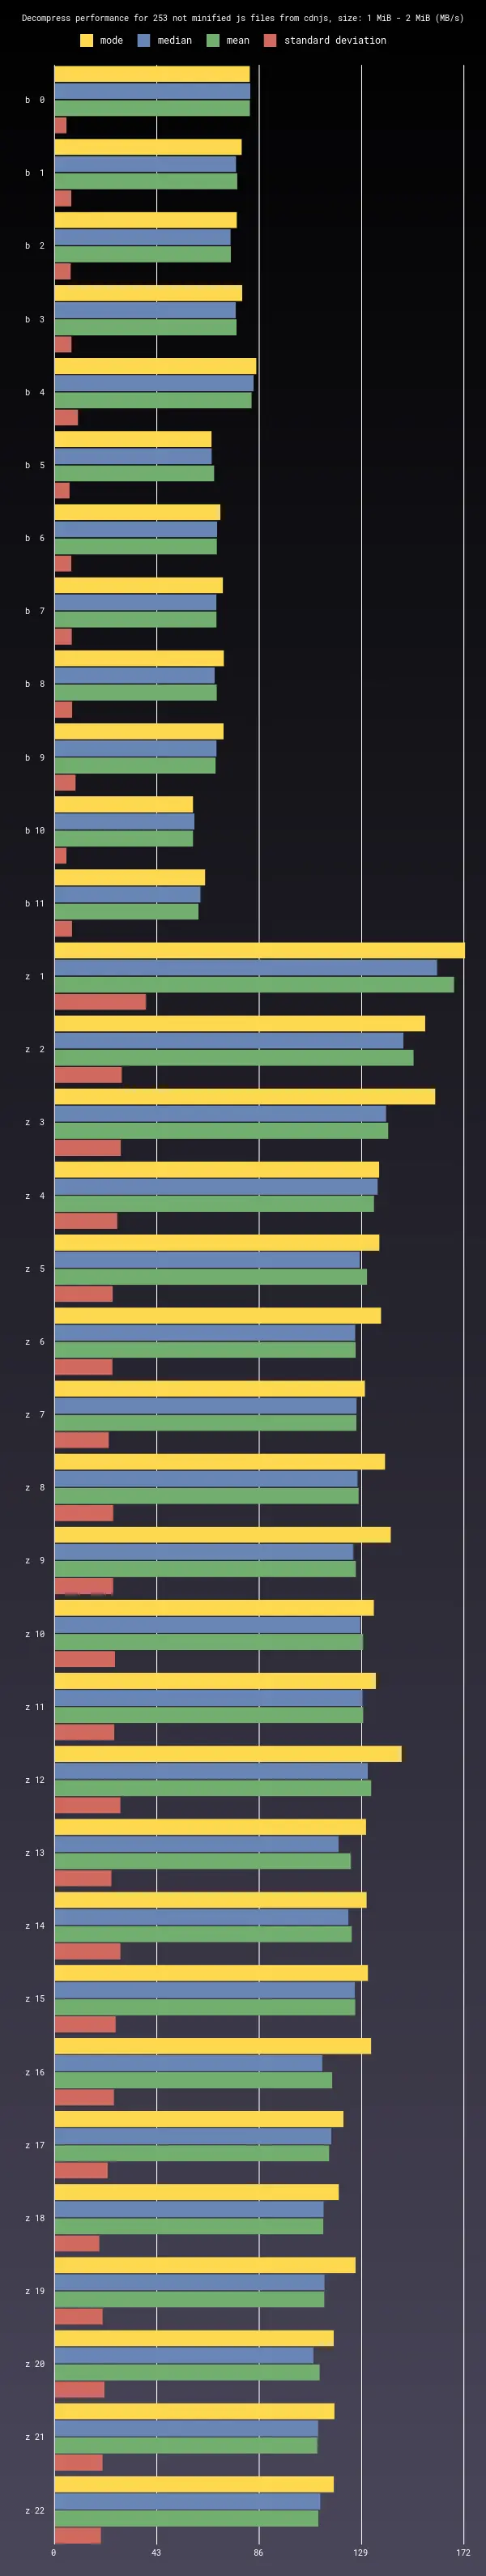 Decompress performance for 253 not minified js files from cdnjs, size: 1 MiB - 2 MiB (MB/s)
mode median mean standard deviation
b 0
b 1
b 2
b 3
b 4
b 5
b 6
b 7
b 8
b 9
b 10
b 11
z 1
z 2
z 3
z 4
z 5
z 6
z 7
z 8
z 9
z 10
z 11
z 12
z 13
z 14
z 15
z 16
z 17
z 18
z 19
z 20
z 21
z 22
0 43 86 129 172